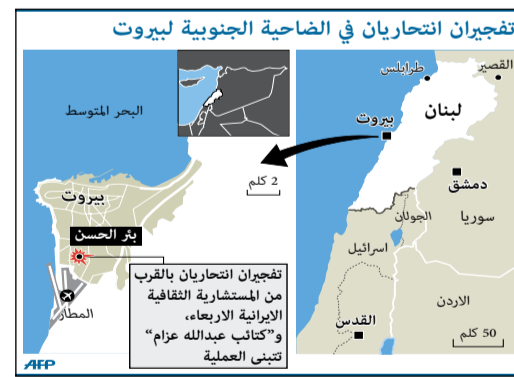 تفجيران انتحاريان في الضاحية الجنوبية لبيروت
القصير
طرابلس
لبنان
بيروت
دمشق
سوريا
الجولان
اسرائيل
الاردن
القدس
50 كلم
البحر المتوسط
2 كلم
بيروت
بئر الحسن
المطار
تفجيران انتحاريان بالقرب
من المستشارية الثقافية
الايرانية الاربعاء،
و"كتائب عبدالله عزام"
تتبنى العملية
AFP